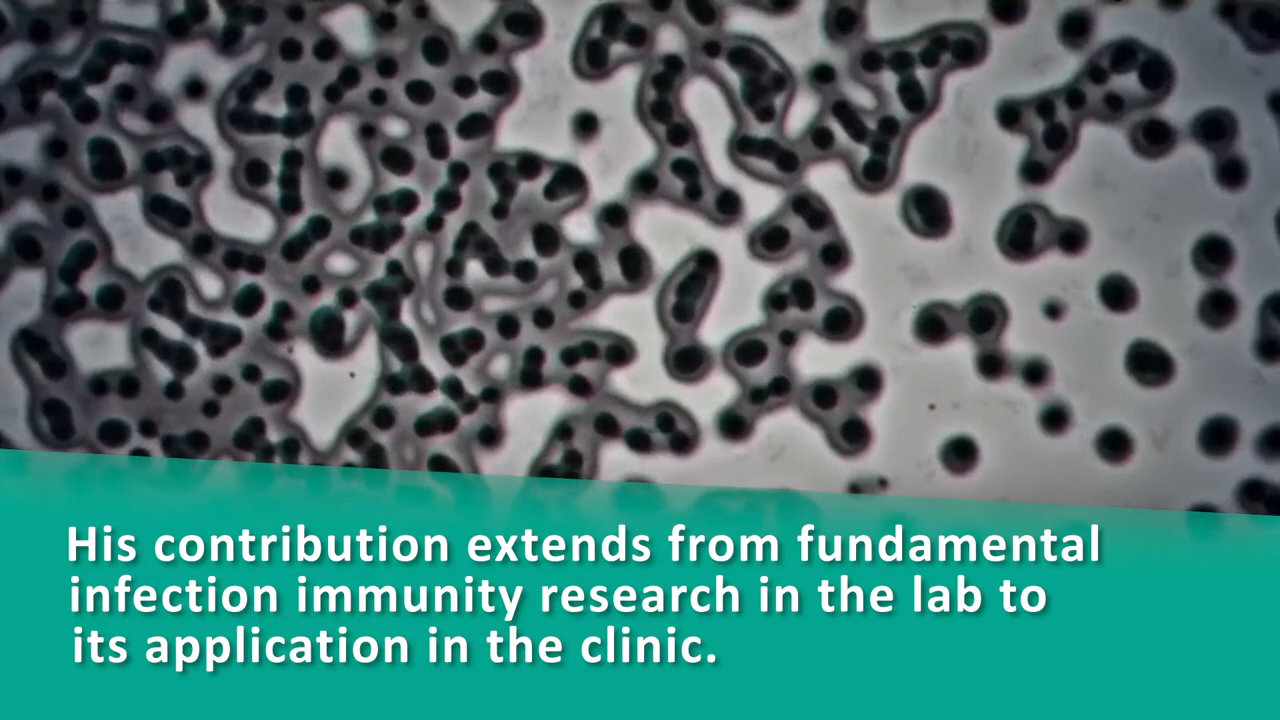 His contribution extends from fundamental
infection immunity research in the lab to
its application in the clinic.